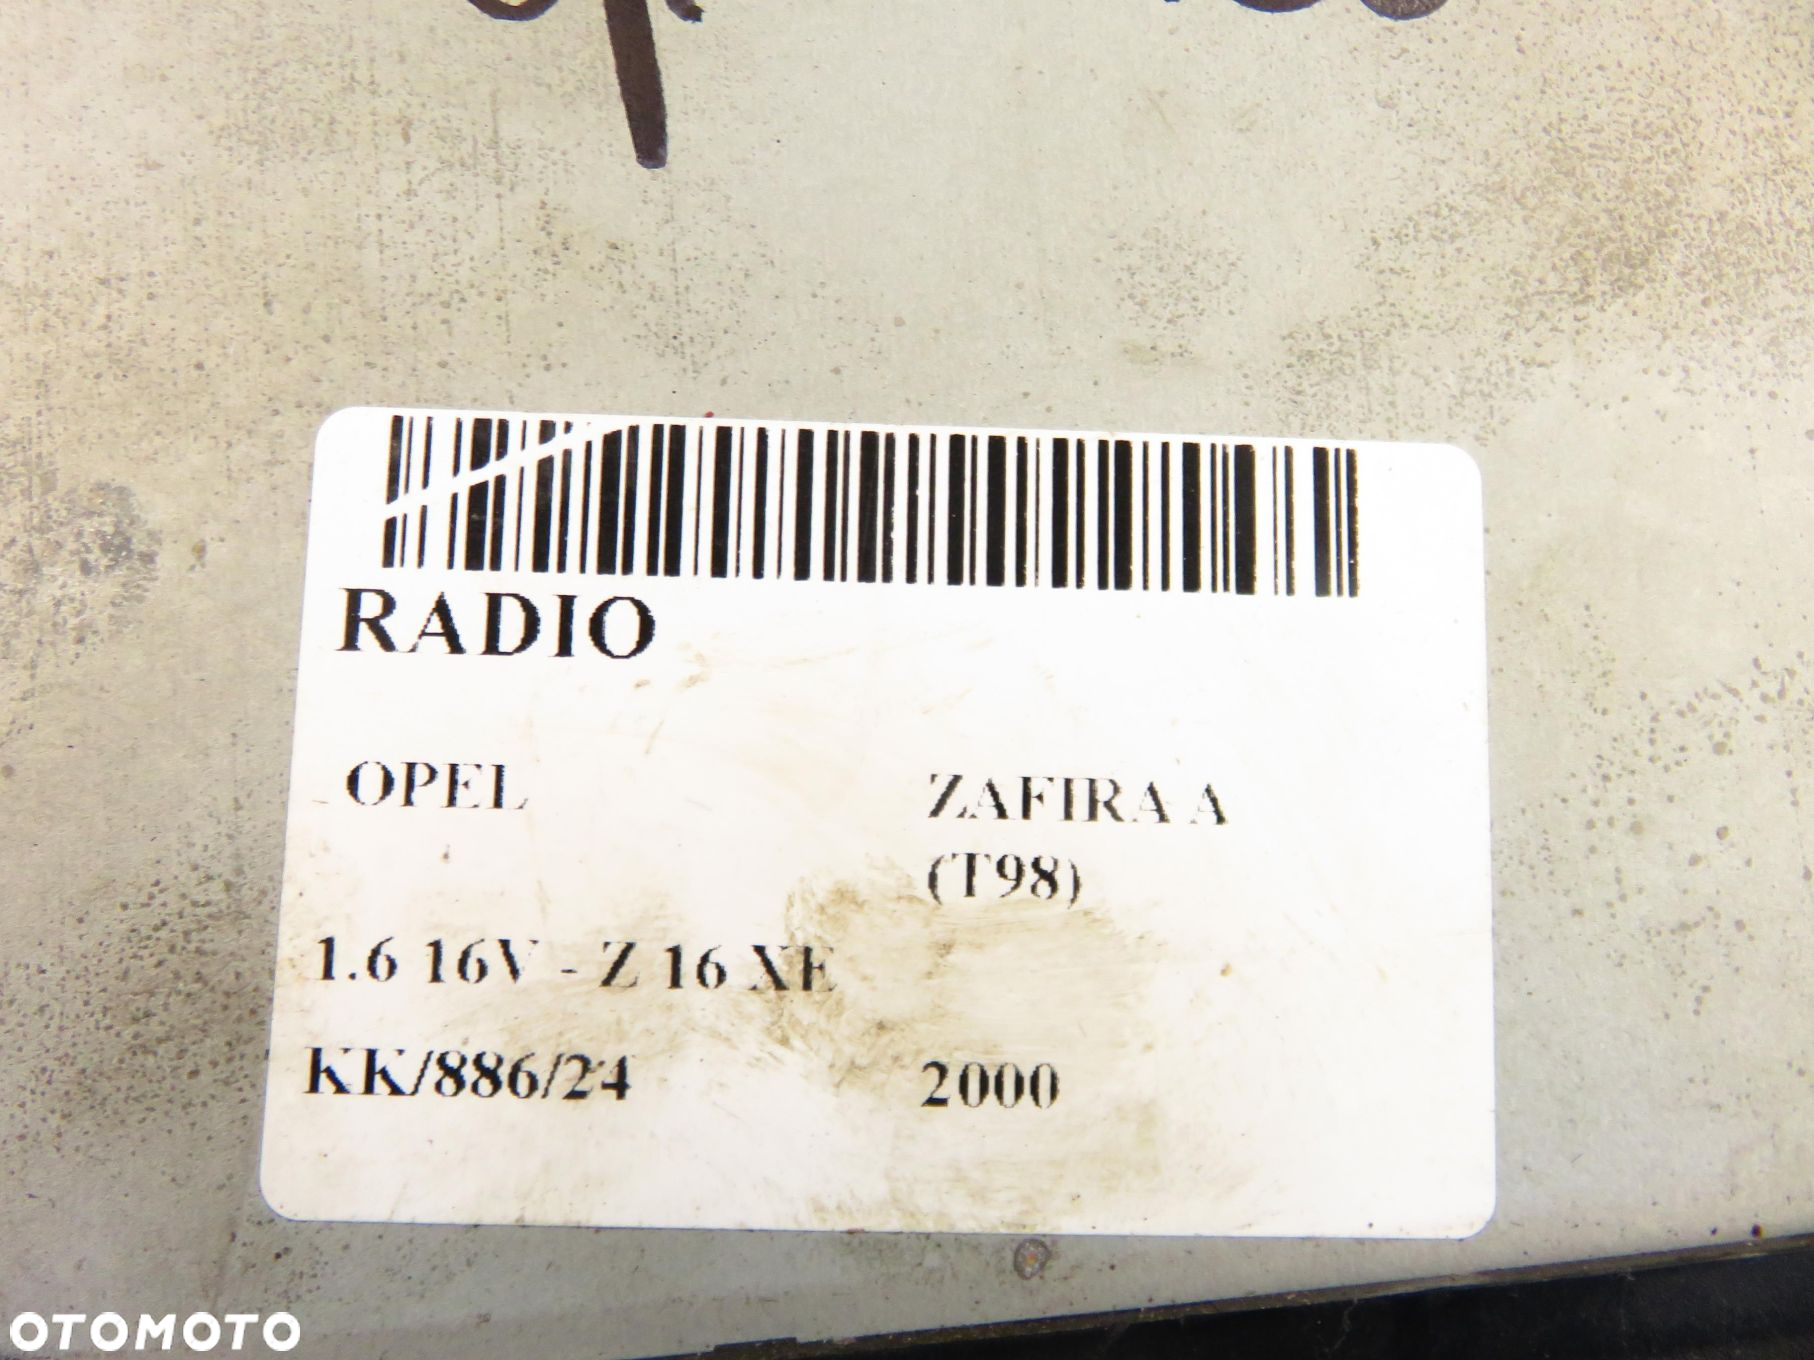 RADIO
OPEL ZAFIRA A
(T98)
1.6 16V - Z 16 XE
KK/886/24 2000
OTOMOTO